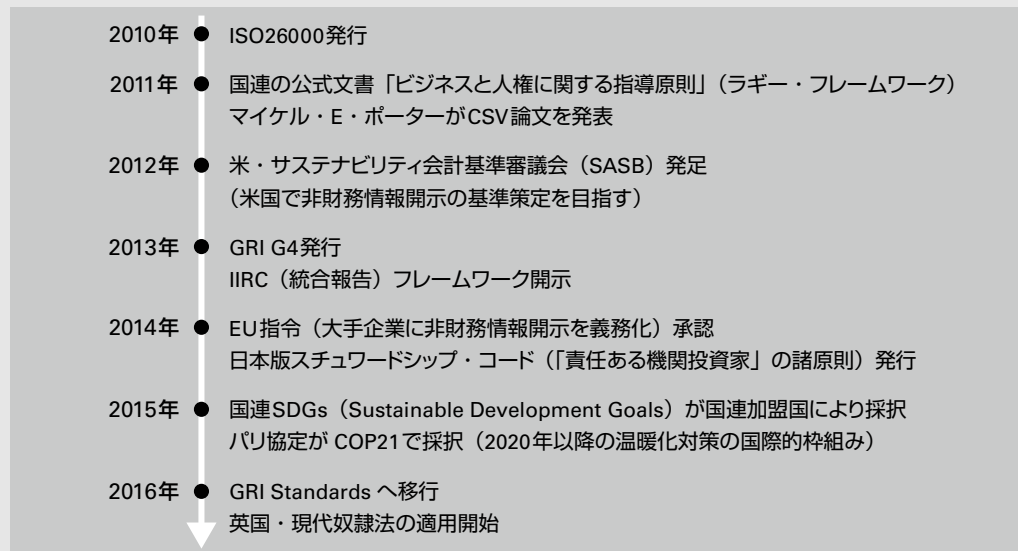 2010年 ISO26000発行
2011年 国連の公式文書「ビジネスと人権に関する指導原則」（ラギー・フレームワーク）
マイケル・E・ポーターがCSV論文を発表
2012年 米・サステナビリティ会計基準審議会（SASB）発足
（米国で非財務情報開示の基準策定を目指す）
2013年 GRI G4発行
IIRC（統合報告）フレームワーク開示
2014年 EU指令（大手企業に非財務情報開示を義務化）承認
日本版スチュワードシップ・コード（「責任ある機関投資家」の諸原則）発行
2015年 国連SDGs（Sustainable Development Goals）が国連加盟国により採択
パリ協定が COP21で採択（2020年以降の温暖化対策の国際的枠組み）
2016年 GRI Standards へ移行
英国・現代奴隷法の適用開始